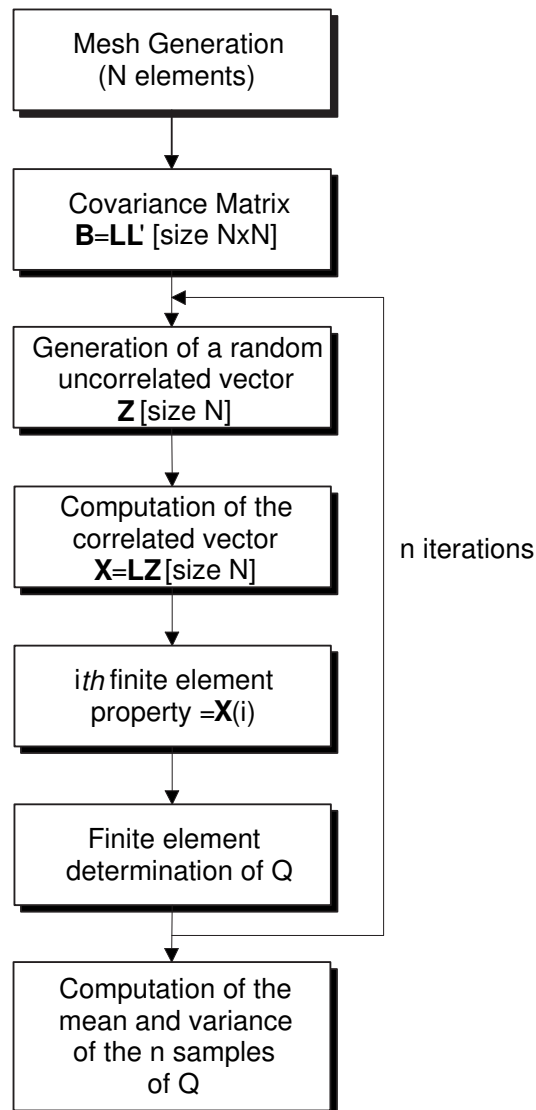 Mesh Generation
(N elements)
Covariance Matrix
B=LL' [size NxN]
Generation of a random
uncorrelated vector
Z [size N]
Computation of the
correlated vector
X=LZ [size N]
n iterations
ith finite element
property =X(i)
Finite element
determination of Q
Computation of the
mean and variance
of the n samples
of Q